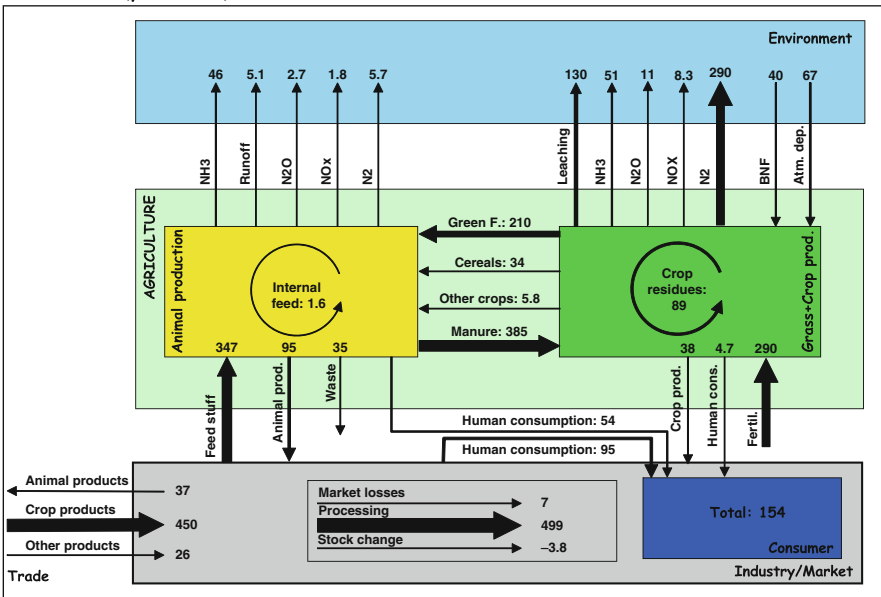 Environment
46 5.1 2.7 1.8 5.7 130 51 11 8.3 290 40 67
NH3
Runoff
N2O
NOx
N2
Leaching
NH3
N2O
NOX
N2
BNF
Atm. dep.
AGRICULTURE
Animal production
Internal
feed: 1.6
Green F.: 210
Cereals: 34
Other crops: 5.8
Manure: 385
Crop
residues:
89
Grass+Crop prod.
347 95 35 38 4.7 290
Feed stuff
Animal prod.
Waste
Crop prod.
Human cons.
Fertil.
Human consumption: 54
Human consumption: 95
Animal products 37
Crop products 450
Other products 26
Trade
Market losses 7
Processing 499
Stock change –3.8
Total: 154
Consumer
Industry/Market